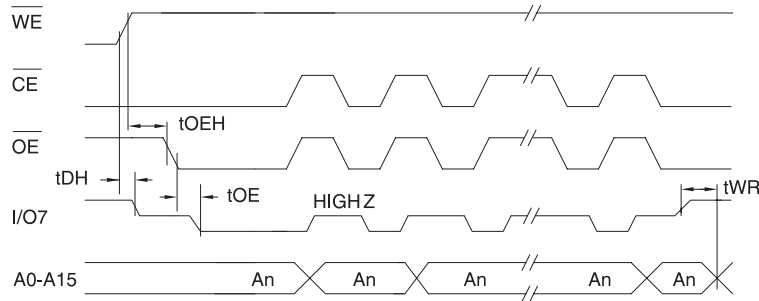 WE
CE
tOEH
OE
tDH
tOE
HIGH Z
tWR
I/O7
A0-A15
An
An
An
An
An